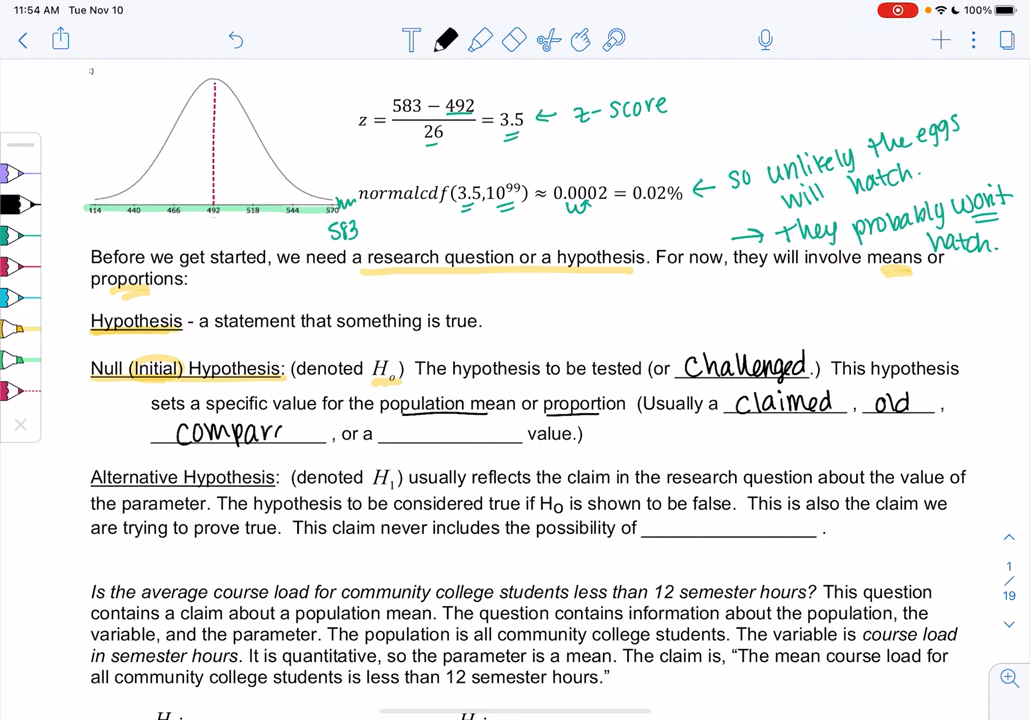 11:54 AM Tue Nov 10
100%
z = (583 − 492) / 26 = 3.5 ← z-score
114 440 466 492 518 544 570
583
normalcdf(3.5,10^99) ≈ 0.0002 = 0.02%
← so unlikely the eggs
will hatch.
→ they probably won't
hatch.
Before we get started, we need a research question or a hypothesis. For now, they will involve means or
proportions:
Hypothesis - a statement that something is true.
Null (Initial) Hypothesis: (denoted H₀) The hypothesis to be tested (or challenged.) This hypothesis
sets a specific value for the population mean or proportion (Usually a claimed, old,
compar, or a ______________ value.)
Alternative Hypothesis: (denoted H₁) usually reflects the claim in the research question about the value of
the parameter. The hypothesis to be considered true if H₀ is shown to be false. This is also the claim we
are trying to prove true. This claim never includes the possibility of _________________ .
Is the average course load for community college students less than 12 semester hours? This question
contains a claim about a population mean. The question contains information about the population, the
variable, and the parameter. The population is all community college students. The variable is course load
in semester hours. It is quantitative, so the parameter is a mean. The claim is, “The mean course load for
all community college students is less than 12 semester hours.”
1
/
19